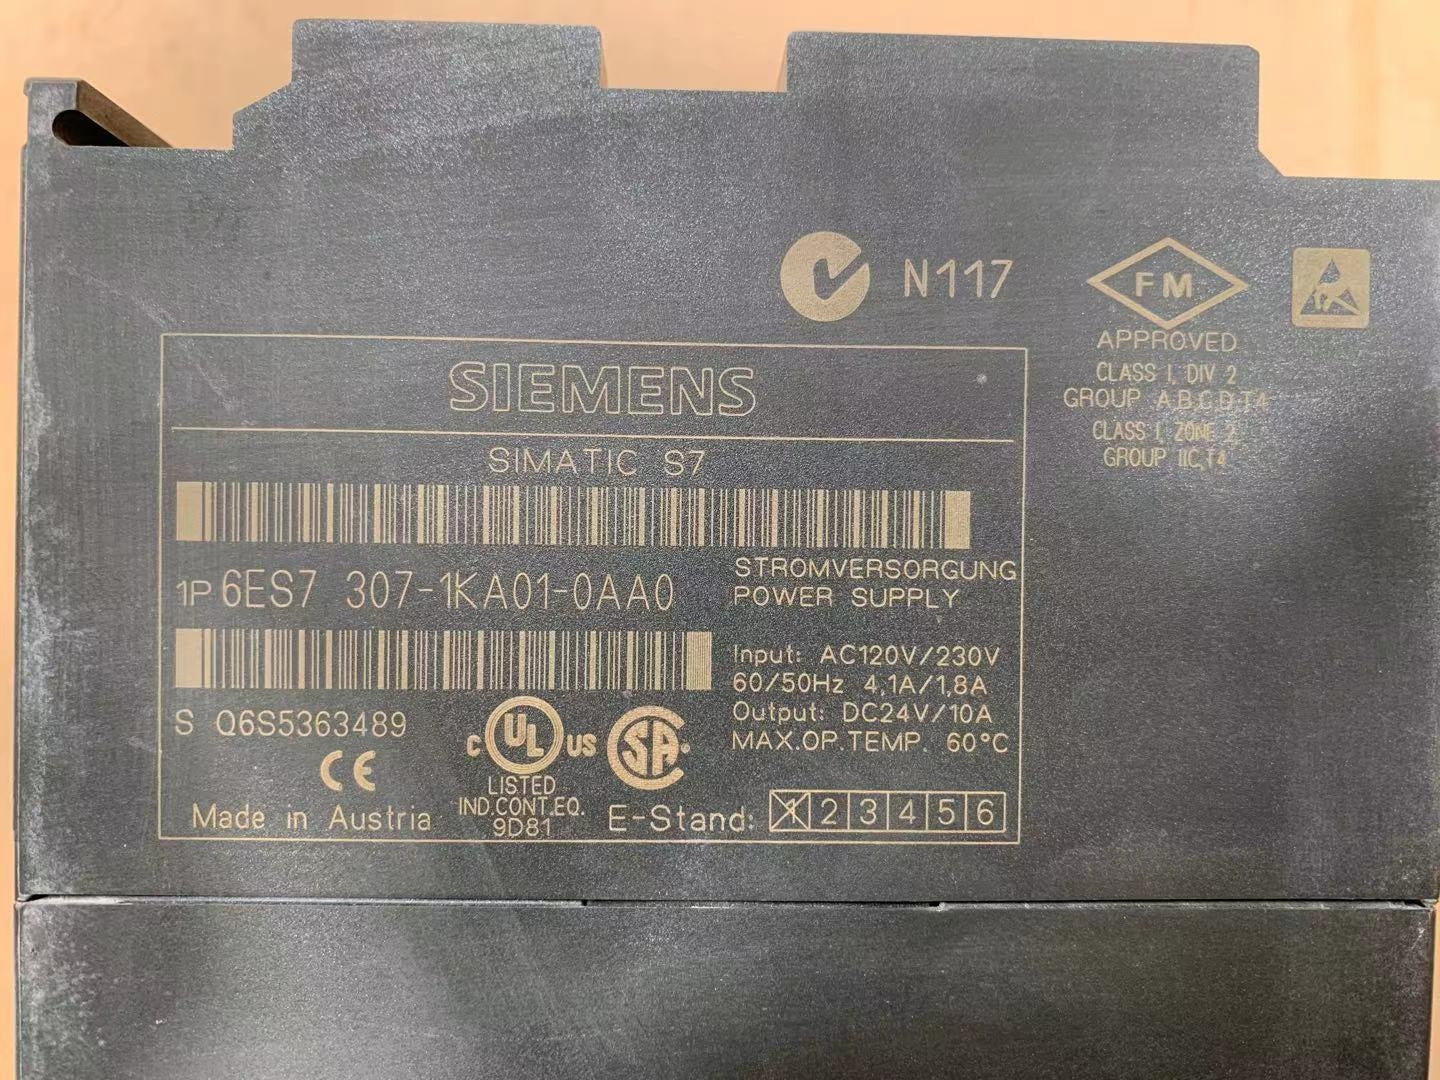 N117
FM
APPROVED
CLASS I, DIV 2
GROUP A,B,C,D,T4
CLASS I, ZONE 2,
GROUP IIC,T4
SIEMENS
SIMATIC S7
1P 6ES7 307-1KA01-0AA0
STROMVERSORGUNG
POWER SUPPLY
Input: AC120V/230V
60/50Hz 4,1A/1,8A
Output: DC24V/10A
MAX.OP.TEMP. 60°C
S Q6S5363489
CE
C UL US
LISTED
IND.CONT.EQ.
9D81
SA
Made in Austria
E-Stand: 1 2 3 4 5 6